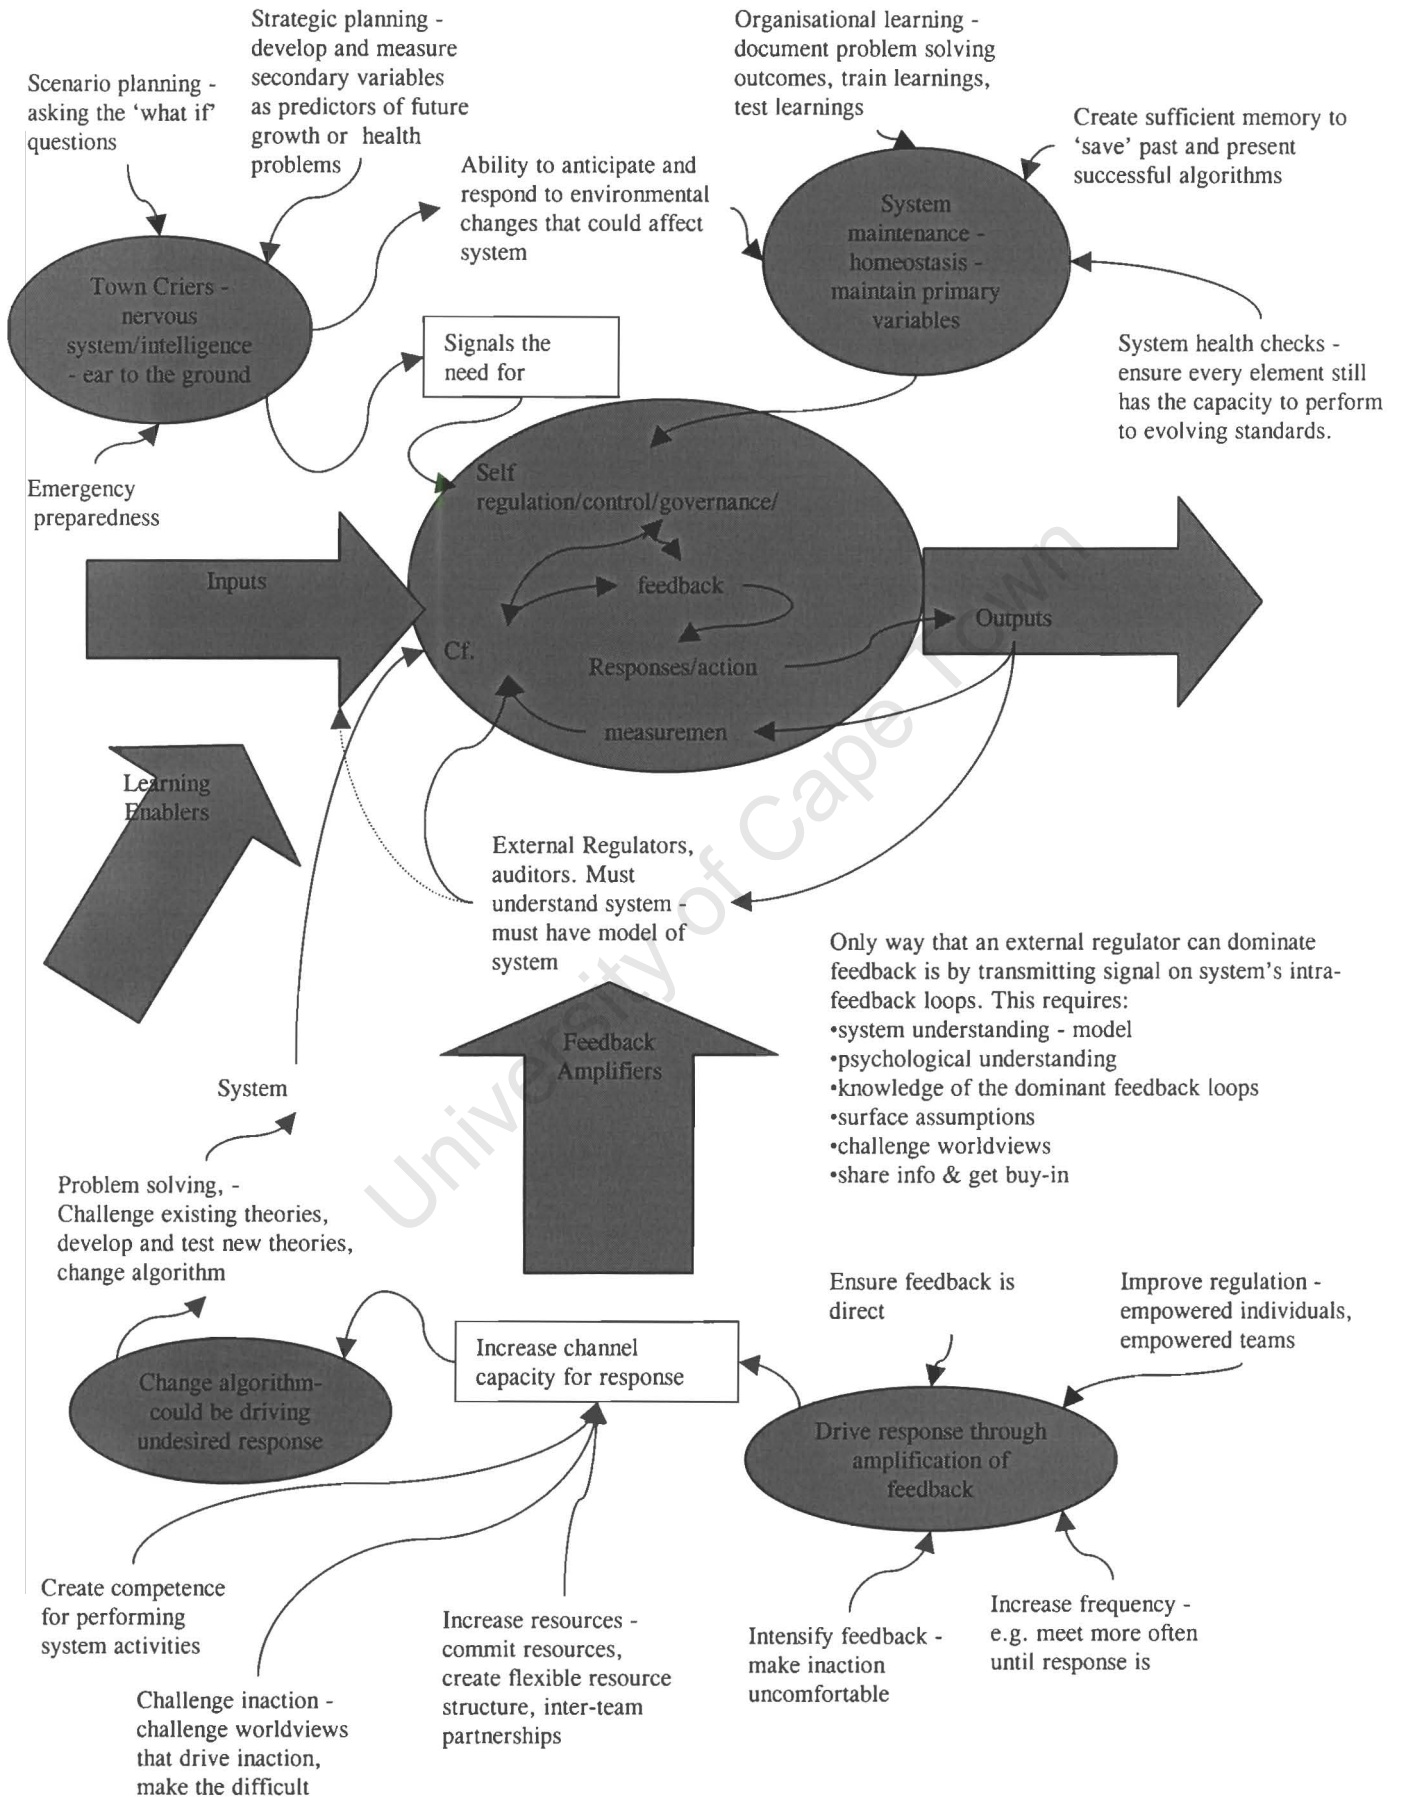 Strategic planning -
develop and measure
secondary variables
as predictors of future
growth or health
problems
Organisational learning -
document problem solving
outcomes, train learnings,
test learnings
Scenario planning -
asking the ‘what if’
questions
Create sufficient memory to
‘save’ past and present
successful algorithms
Ability to anticipate and
respond to environmental
changes that could affect
system
System
maintenance -
homeostasis -
maintain primary
variables
Town Criers -
nervous
system/intelligence
- ear to the ground
Signals the
need for
System health checks -
ensure every element still
has the capacity to perform
to evolving standards.
Emergency
preparedness
Self
regulation/control/governance/
Inputs
feedback
Outputs
Cf.
Responses/action
measuremen
Learning
Enablers
External Regulators,
auditors. Must
understand system -
must have model of
system
Only way that an external regulator can dominate
feedback is by transmitting signal on system’s intra-
feedback loops. This requires:
•system understanding - model
•psychological understanding
•knowledge of the dominant feedback loops
•surface assumptions
•challenge worldviews
•share info & get buy-in
Feedback
Amplifiers
System
Problem solving, -
Challenge existing theories,
develop and test new theories,
change algorithm
Ensure feedback is
direct
Improve regulation -
empowered individuals,
empowered teams
Increase channel
capacity for response
Change algorithm-
could be driving
undesired response
Drive response through
amplification of
feedback
Create competence
for performing
system activities
Increase resources -
commit resources,
create flexible resource
structure, inter-team
partnerships
Intensify feedback -
make inaction
uncomfortable
Increase frequency -
e.g. meet more often
until response is
Challenge inaction -
challenge worldviews
that drive inaction,
make the difficult
University of Cape Town